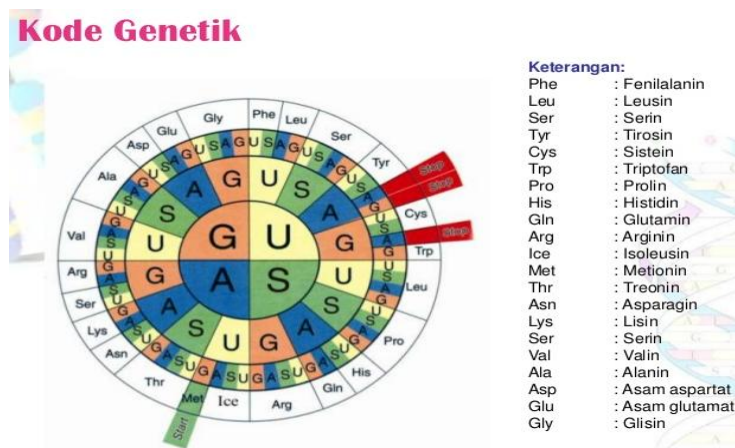 Kode Genetik
Keterangan:
Phe : Fenilalanin
Leu : Leusin
Ser : Serin
Tyr : Tirosin
Cys : Sistein
Trp : Triptofan
Pro : Prolin
His : Histidin
Gln : Glutamin
Arg : Arginin
Ice : Isoleusin
Met : Metionin
Thr : Treonin
Asn : Asparagin
Lys : Lisin
Ser : Serin
Val : Valin
Ala : Alanin
Asp : Asam aspartat
Glu : Asam glutamat
Gly : Glisin
G U
A S
U S A G
U S A G
G A S U
G A S U
Phe
Leu
Ser
Tyr
Stop
Stop
Cys
Stop
Trp
Leu
Pro
His
Gln
Arg
Ice
Met
Start
Thr
Asn
Lys
Ser
Arg
Val
Ala
Asp
Glu
Gly